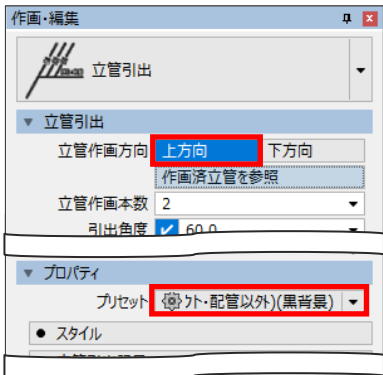 作画・編集
立管引出
立管引出
立管作画方向 上方向 下方向
作画済立管を参照
立管作画本数 2
引出角度 60.0
プロパティ
プリセット ｸﾄ・配管以外)(黒背景)
スタイル